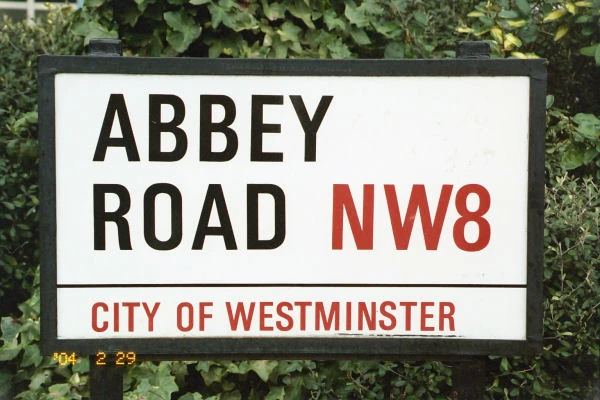 ABBEY
ROAD NW8
CITY OF WESTMINSTER
'04 2 29